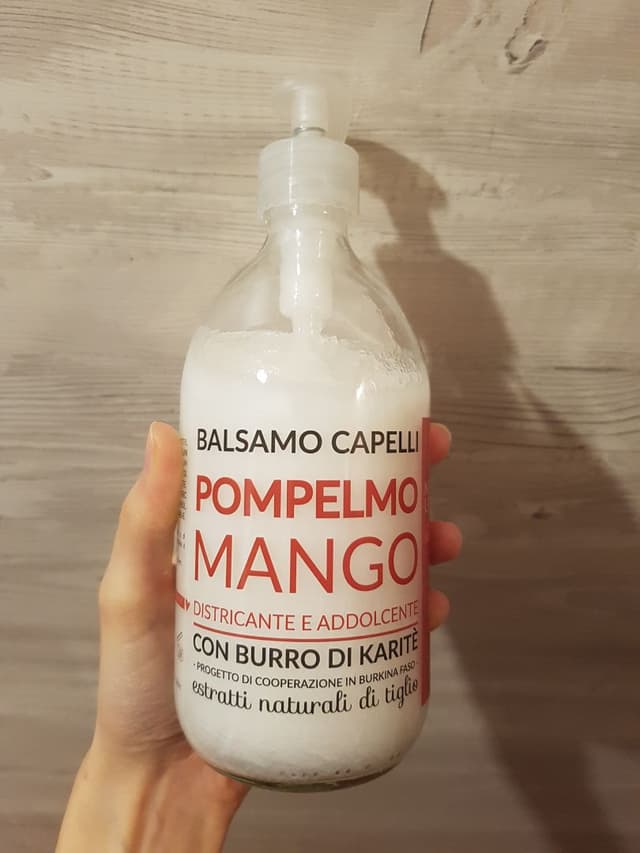 BALSAMO CAPELLI
POMPELMO
MANGO
DISTRICANTE E ADDOLCENTE
CON BURRO DI KARITÈ
· PROGETTO DI COOPERAZIONE IN BURKINA FASO ·
estratti naturali di tiglio